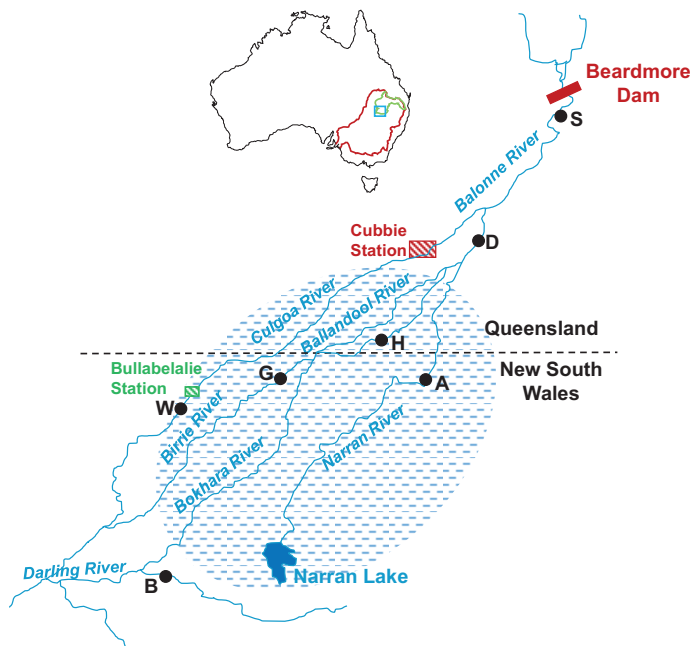 Beardmore
Dam
S
Balonne River
Cubbie
Station
D
Culgoa River
Ballandool River
H
Queensland
New South
Wales
Bullabelalie
Station
G
A
W
Birrie River
Narran River
Bokhara River
Darling River
B
Narran Lake